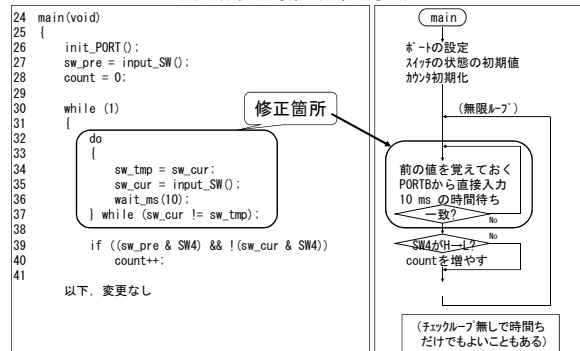 24 main(void)
25 {
26 init_PORT();
27 sw_pre = input_SW();
28 count = 0;
29
30 while (1)
31 {
32 do
33 {
34 sw_tmp = sw_cur;
35 sw_cur = input_SW();
36 wait_ms(10);
37 } while (sw_cur != sw_tmp);
38
39 if ((sw_pre & SW4) && !(sw_cur & SW4))
40 count++;
41
以下，変更なし
修正箇所
main
ﾎﾟｰﾄの設定
ｽｲｯﾁの状態の初期値
ｶｳﾝﾀ初期化
(無限ﾙｰﾌﾟ)
前の値を覚えておく
PORTBから直接入力
10 ms の時間待ち
一致?
No
SW4がH→L?
No
countを増やす
(ﾁｪｯｸﾙｰﾌﾟ無しで時間ち
だけでもよいこともある)